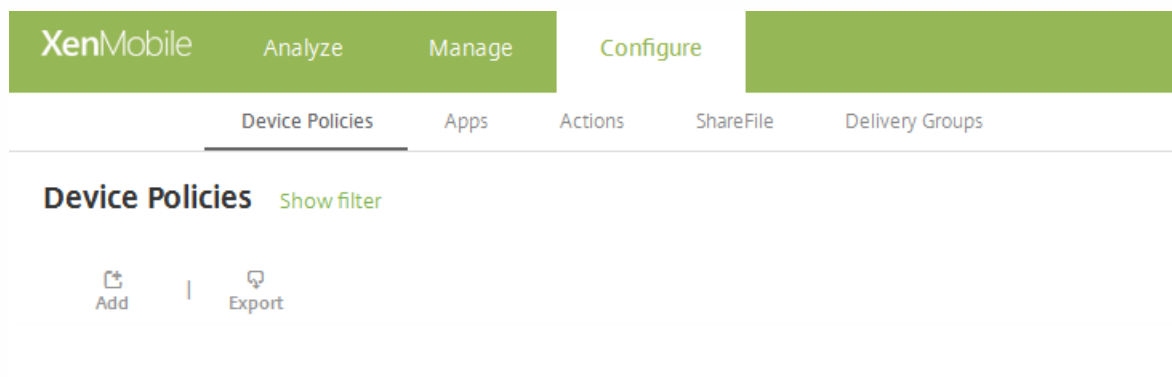 XenMobile Analyze Manage Configure
Device Policies Apps Actions ShareFile Delivery Groups
Device Policies Show filter
Add | Export